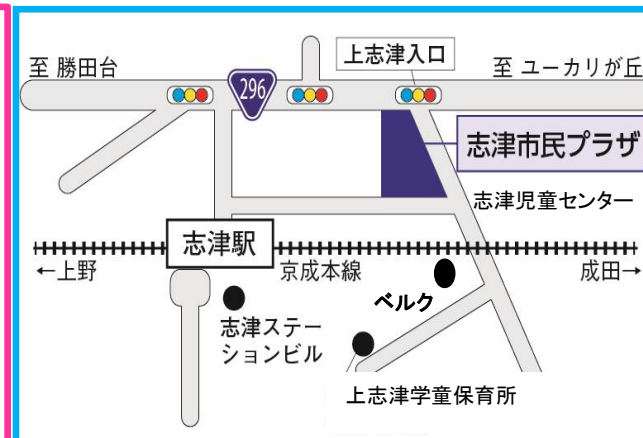 上志津入口
至 勝田台
至 ユーカリが丘
296
志津市民プラザ
志津児童センター
志津駅
←上野
京成本線
成田→
ベルク
志津ステー
ションビル
上志津学童保育所